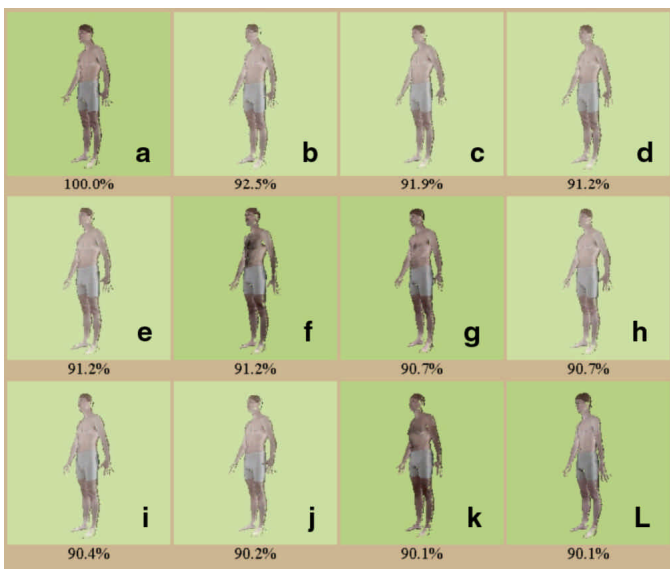 a b c d
100.0% 92.5% 91.9% 91.2%
e f g h
91.2% 91.2% 90.7% 90.7%
i j k L
90.4% 90.2% 90.1% 90.1%